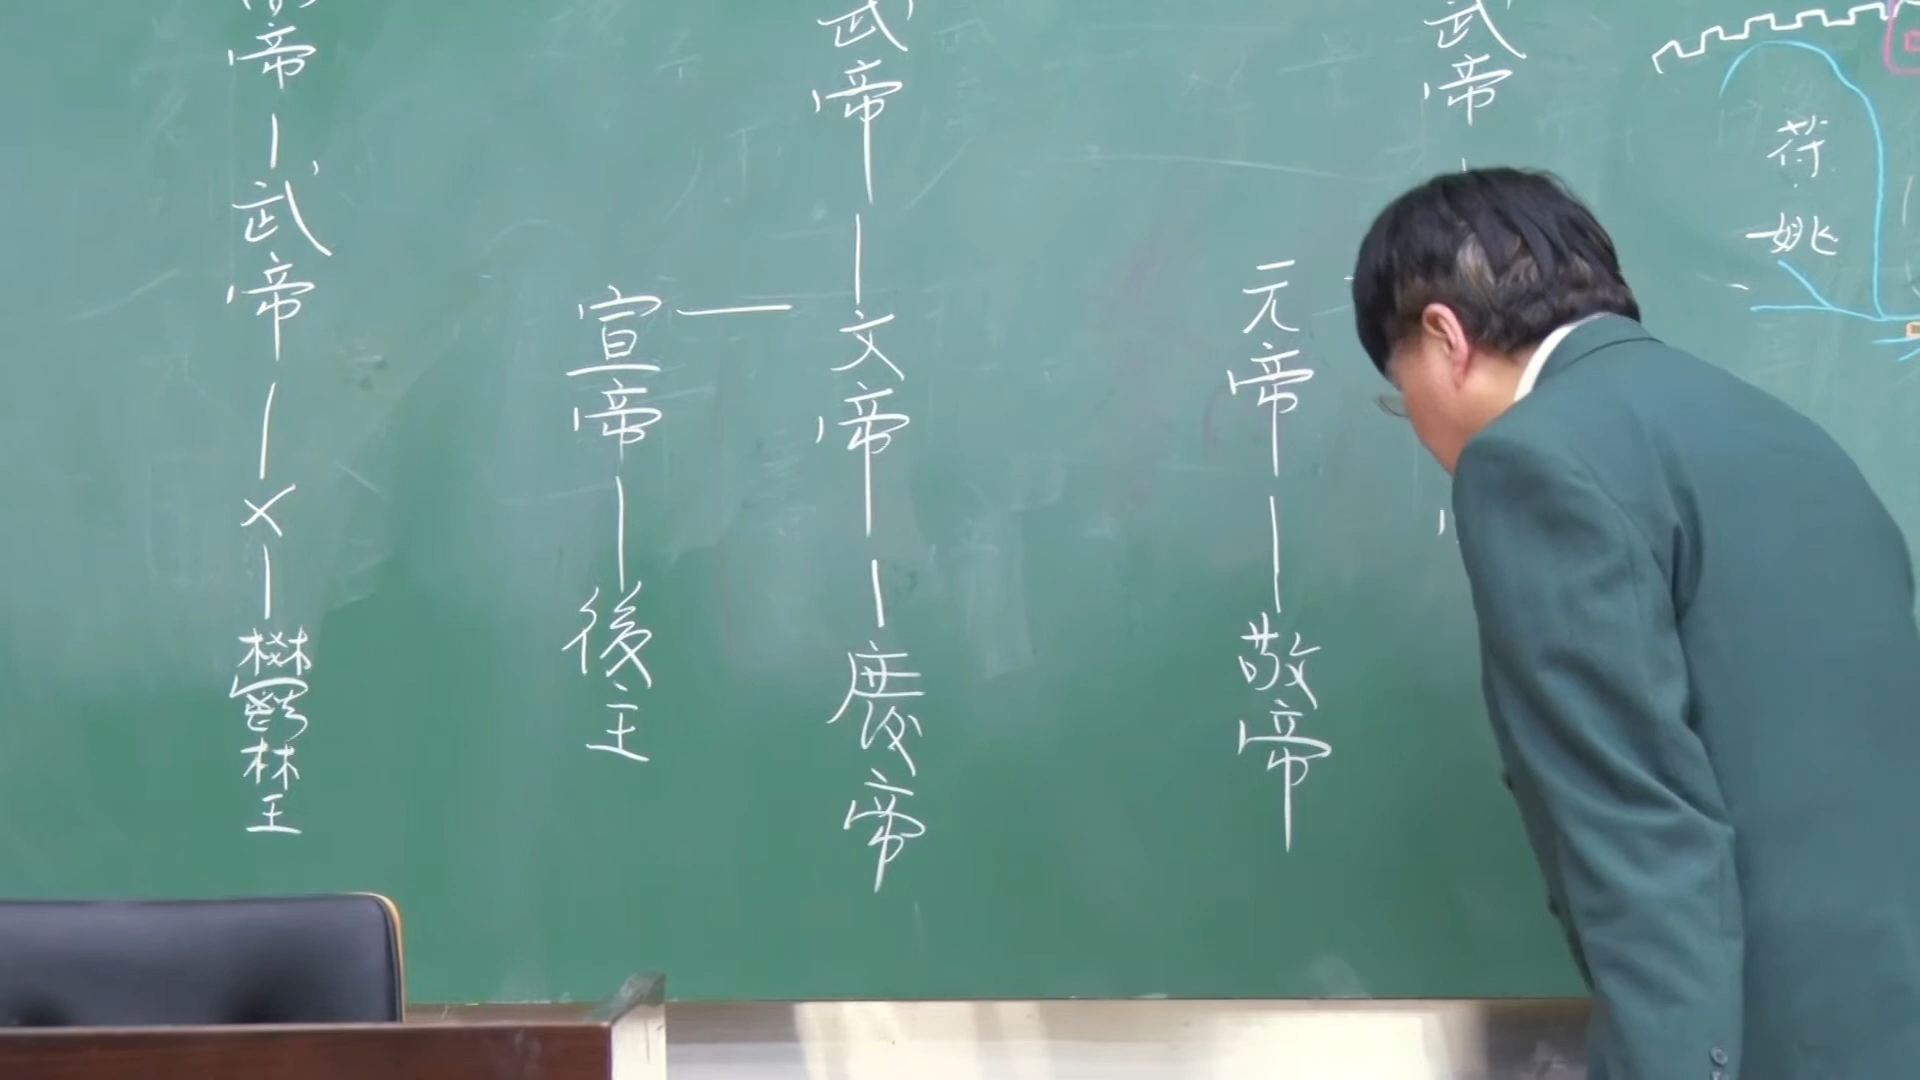 帝
武
帝
×
鬱
林
王
宣
帝
後
主
武
帝
文
帝
廢
帝
元
帝
敬
帝
武
帝
苻
姚